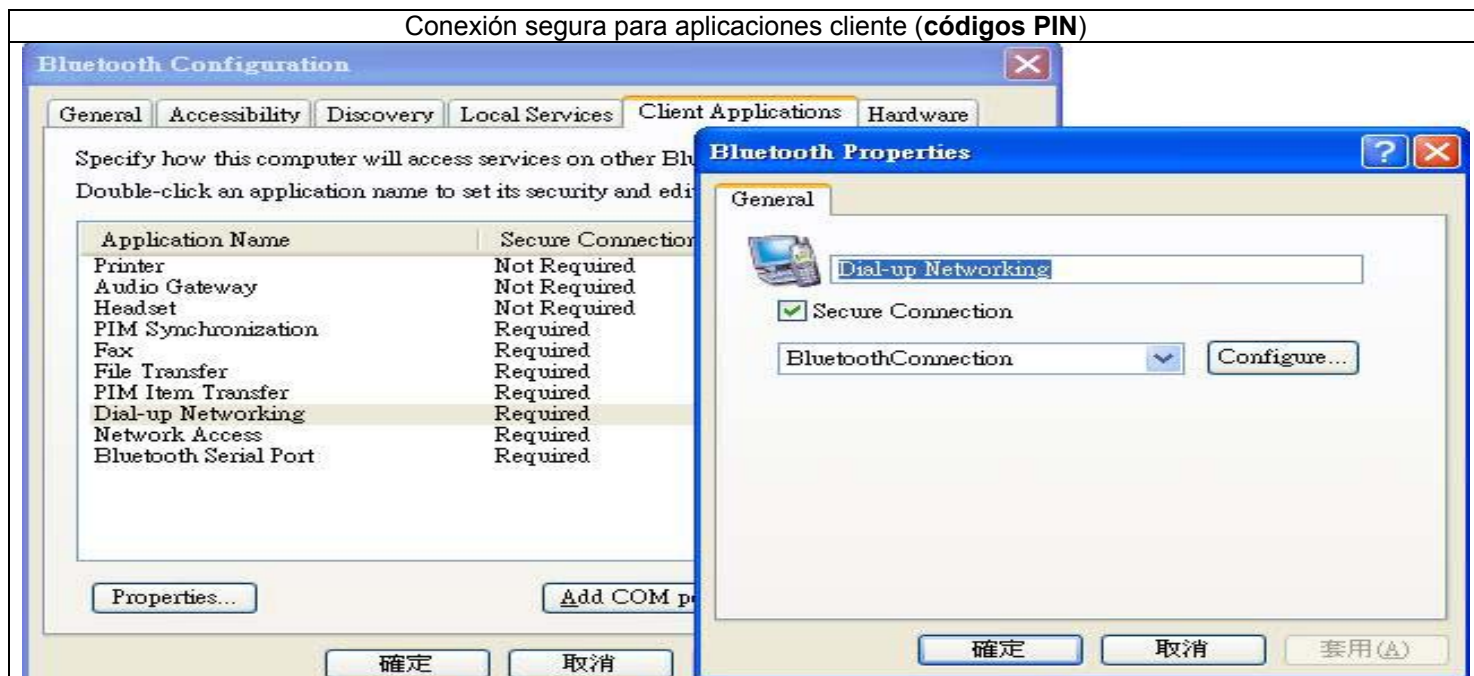 Conexión segura para aplicaciones cliente (códigos PIN)
Bluetooth Configuration
General Accessibility Discovery Local Services Client Applications Hardware
Specify how this computer will access services on other
Double-click an application name to set its security and
Application Name Secure Connection
Printer Not Required
Audio Gateway Not Required
Headset Not Required
PIM Synchronization Required
Fax Required
File Transfer Required
PIM Item Transfer Required
Dial-up Networking Required
Network Access Required
Bluetooth Serial Port Required
Properties... Add COM
確定 取消
Bluetooth Properties
General
Dial-up Networking
Secure Connection
BluetoothConnection Configure...
確定 取消 套用(A)